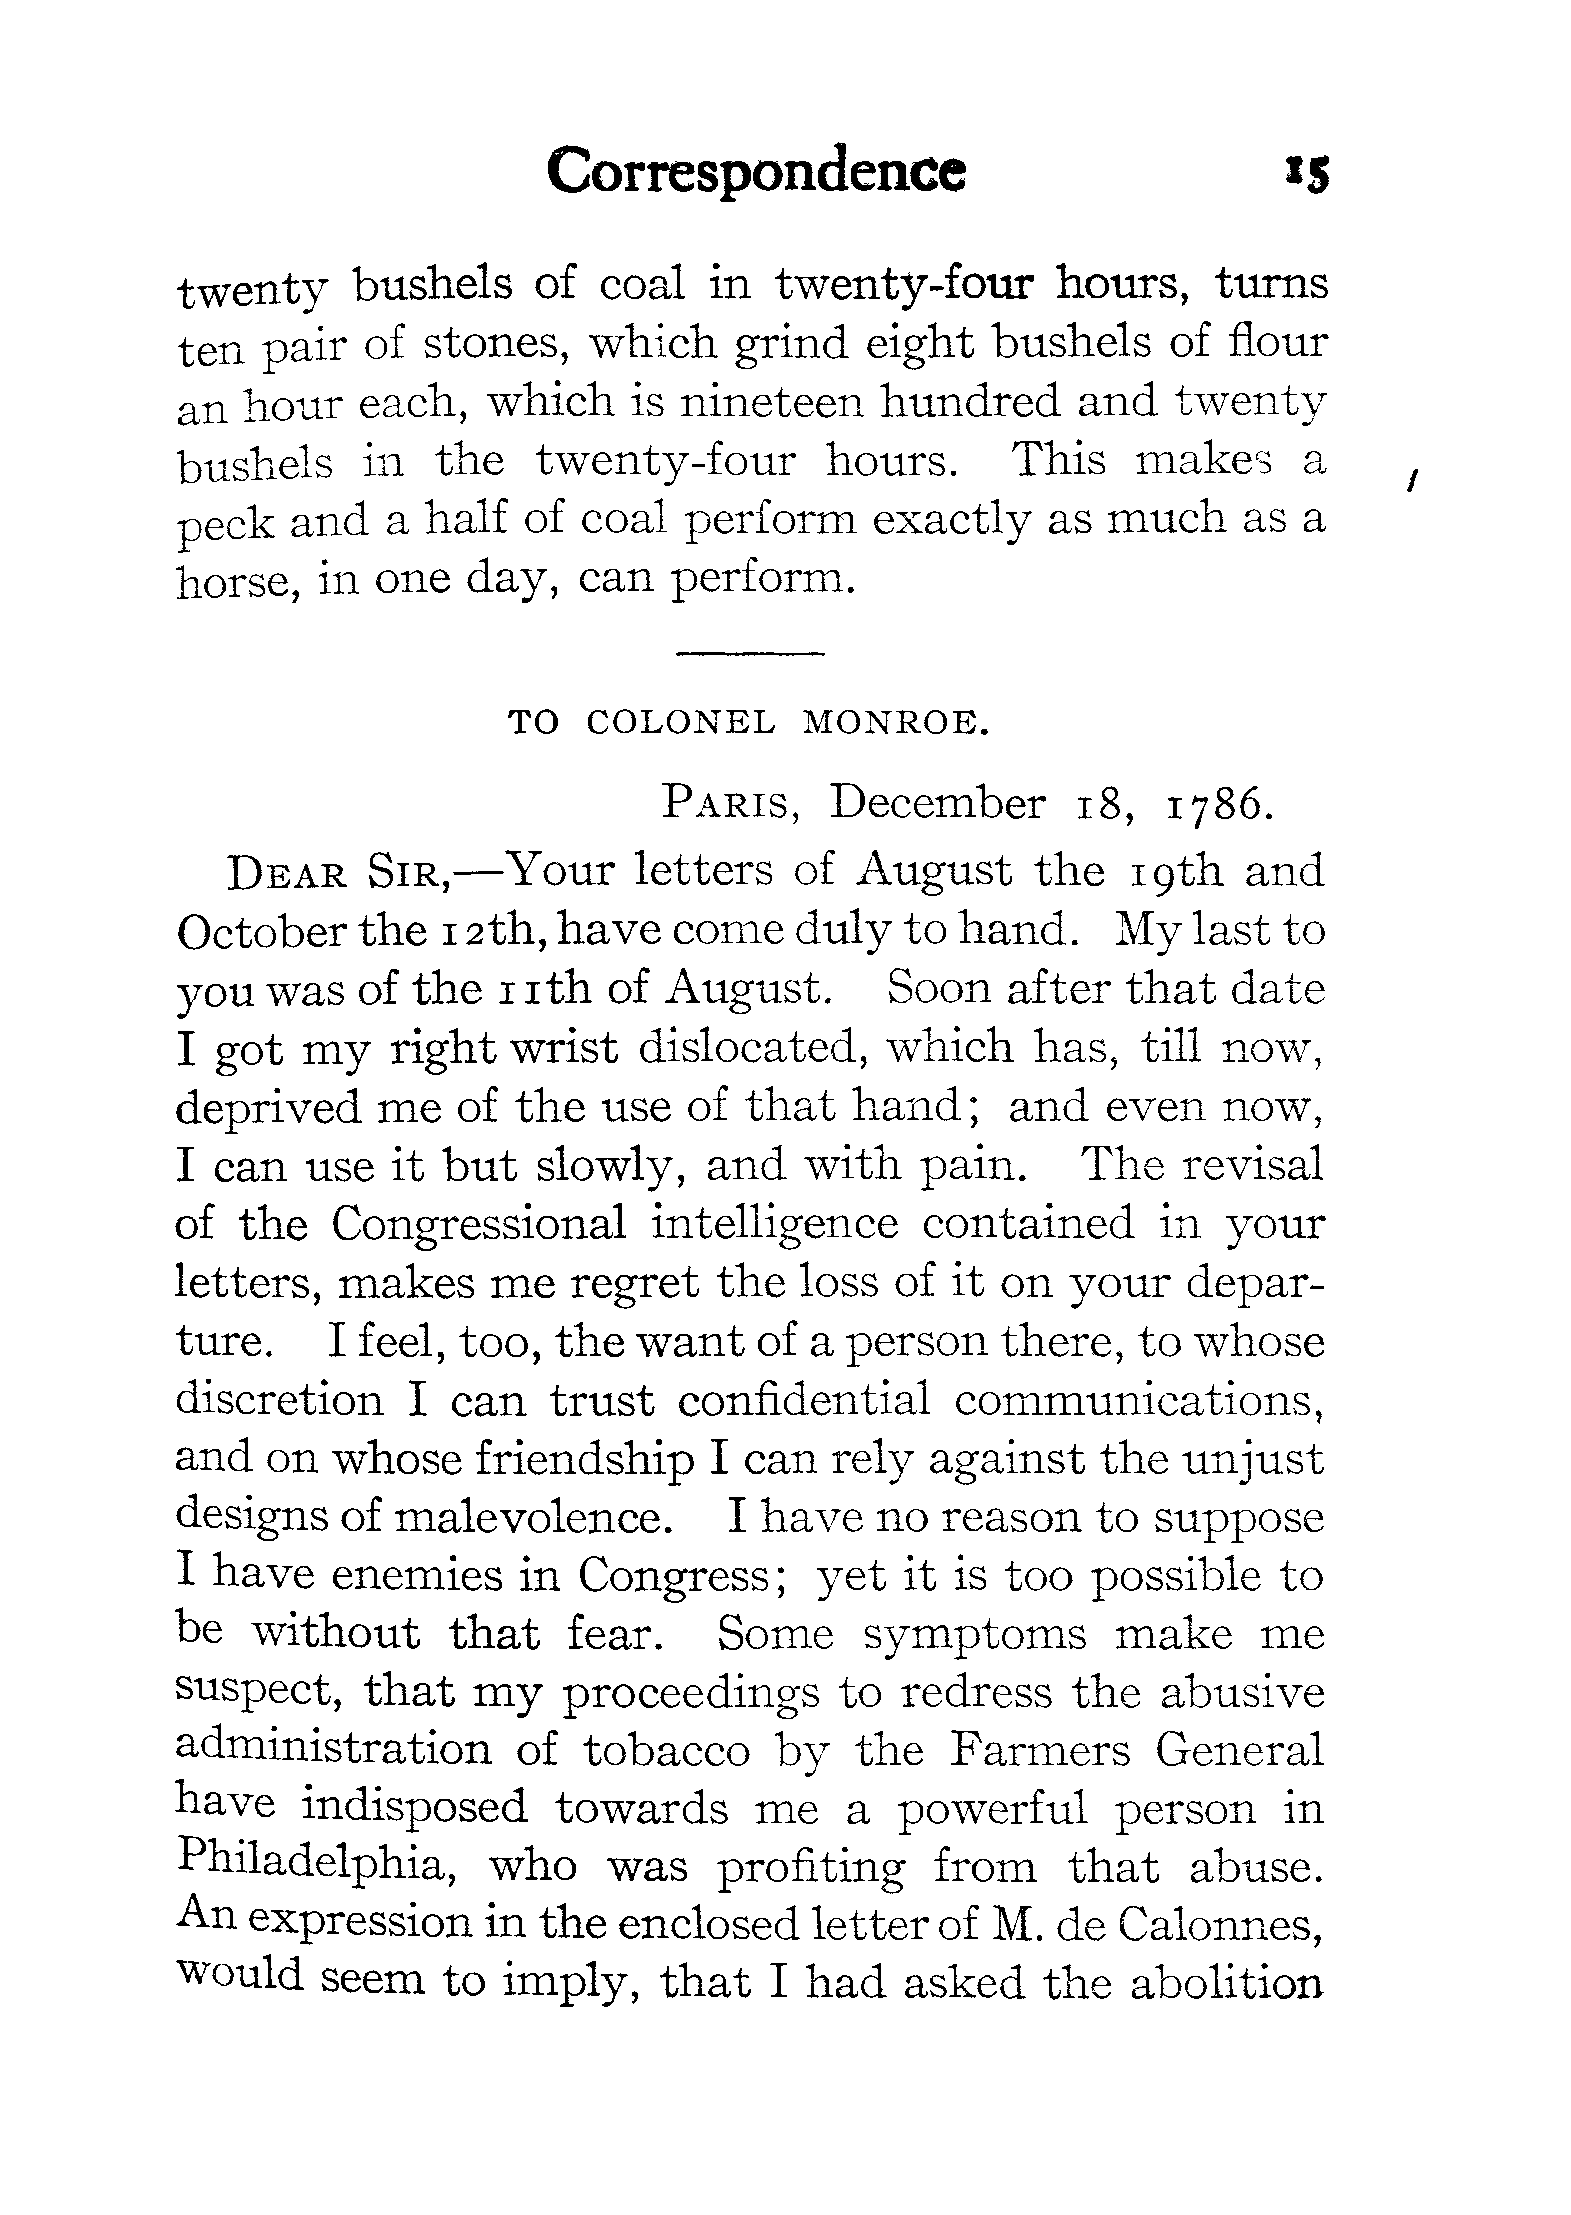 Correspondence 15
twenty bushels of coal in twenty-four hours, turns
ten pair of stones, which grind eight bushels of flour
an hour each, which is nineteen hundred and twenty
bushels in the twenty-four hours. This makes a
peck and a half of coal perform exactly as much as a
horse, in one day, can perform.
TO COLONEL MONROE.
PARIS, December 18, 1786.
DEAR SIR,—Your letters of August the 19th and
October the 12th, have come duly to hand. My last to
you was of the 11th of August. Soon after that date
I got my right wrist dislocated, which has, till now,
deprived me of the use of that hand; and even now,
I can use it but slowly, and with pain. The revisal
of the Congressional intelligence contained in your
letters, makes me regret the loss of it on your depar-
ture. I feel, too, the want of a person there, to whose
discretion I can trust confidential communications,
and on whose friendship I can rely against the unjust
designs of malevolence. I have no reason to suppose
I have enemies in Congress; yet it is too possible to
be without that fear. Some symptoms make me
suspect, that my proceedings to redress the abusive
administration of tobacco by the Farmers General
have indisposed towards me a powerful person in
Philadelphia, who was profiting from that abuse.
An expression in the enclosed letter of M. de Calonnes,
would seem to imply, that I had asked the abolition